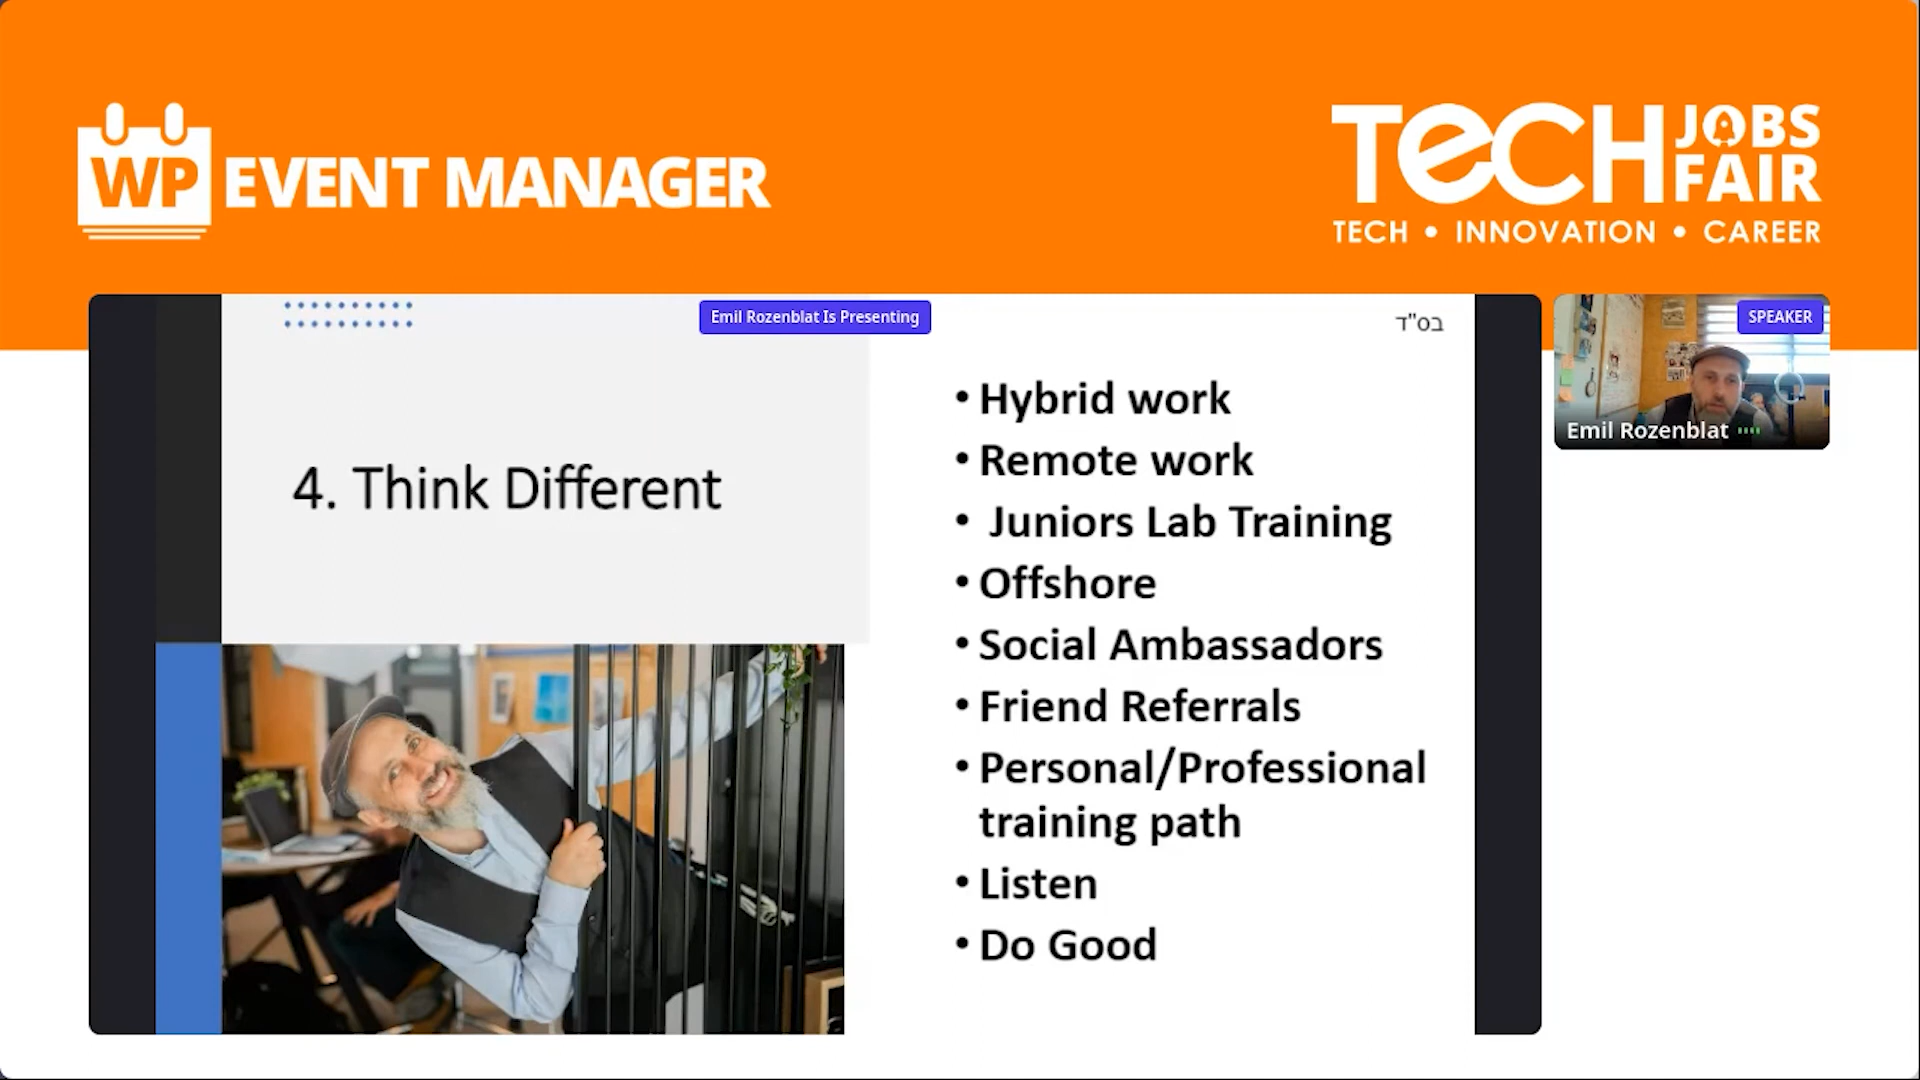 WP EVENT MANAGER
TECH JOBS FAIR
TECH • INNOVATION • CAREER
Emil Rozenblat Is Presenting
בס"ד
4. Think Different
• Hybrid work
• Remote work
• Juniors Lab Training
• Offshore
• Social Ambassadors
• Friend Referrals
• Personal/Professional
training path
• Listen
• Do Good
SPEAKER
Emil Rozenblat